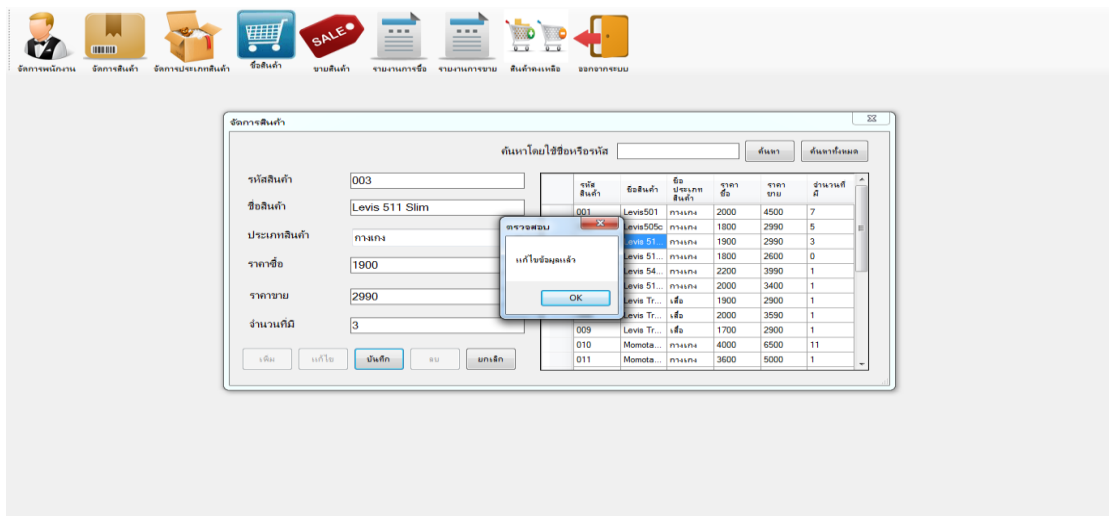 SALE
จัดการพนักงาน จัดการสินค้า จัดการประเภทสินค้า ซื้อสินค้า ขายสินค้า รายงานการซื้อ รายงานการขาย สินค้าคงเหลือ ออกจากระบบ
จัดการสินค้า
ค้นหาโดยใช้ชื่อหรือรหัส ค้นหา ค้นหาทั้งหมด
รหัสสินค้า 003
ชื่อสินค้า Levis 511 Slim
ประเภทสินค้า กางเกง
ราคาซื้อ 1900
ราคาขาย 2990
จำนวนที่มี 3
เพิ่ม แก้ไข บันทึก ลบ ยกเลิก
รหัสสินค้า ชื่อสินค้า ชื่อประเภทสินค้า ราคาซื้อ ราคาขาย จำนวนที่มี
001 Levis501 กางเกง 2000 4500 7
Levis505c กางเกง 1800 2990 5
Levis 51... กางเกง 1900 2990 3
Levis 51... กางเกง 1800 2600 0
Levis 54... กางเกง 2200 3990 1
Levis 51... กางเกง 2000 3400 1
Levis Tr... เสื้อ 1900 2900 1
Levis Tr... เสื้อ 2000 3590 1
009 Levis Tr... เสื้อ 1700 2900 1
010 Momota... กางเกง 4000 6500 11
011 Momota... กางเกง 3600 5000 1
ตรวจสอบ
แก้ไขข้อมูลแล้ว
OK